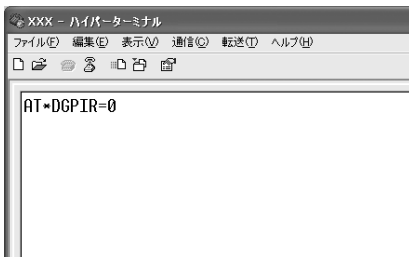 XXX - ハイパーターミナル
ファイル(F) 編集(E) 表示(V) 通信(C) 転送(T) ヘルプ(H)
AT*DGPIR=0